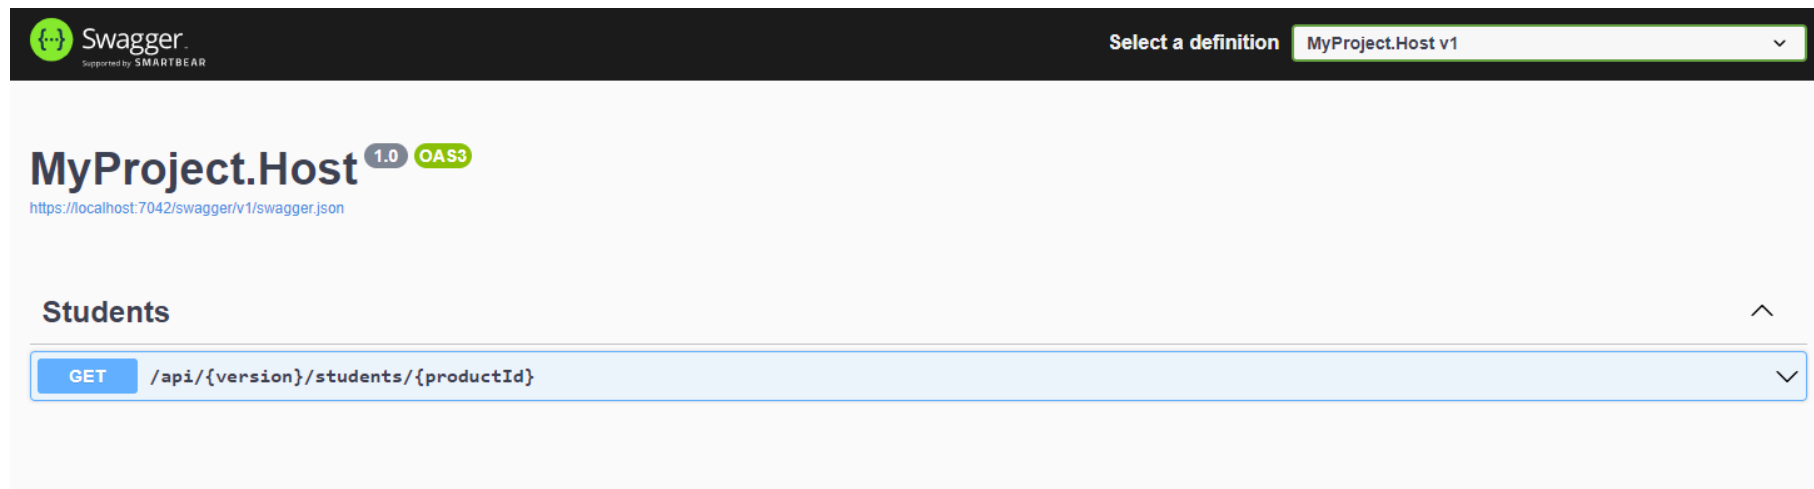 {···} Swagger.
Supported by SMARTBEAR
Select a definition
MyProject.Host v1
MyProject.Host 1.0 OAS3
https://localhost:7042/swagger/v1/swagger.json
Students
GET /api/{version}/students/{productId}